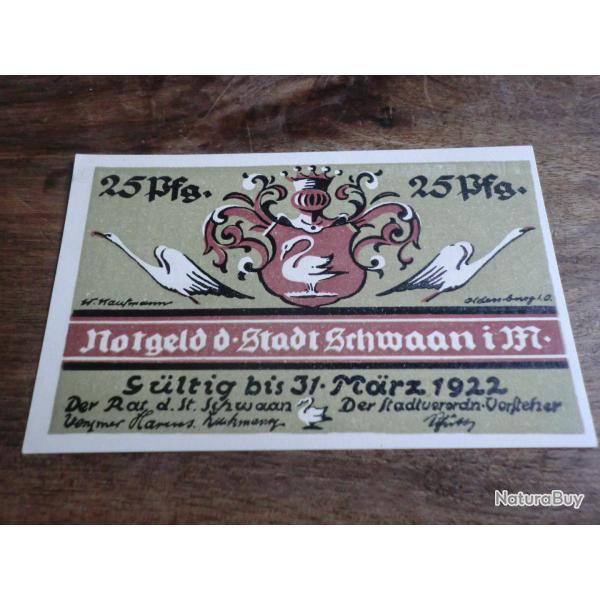 25 Pfg. 25 Pfg.
W. Kaufmann Oldenburg i. O.
Notgeld d. Stadt Schwaan i M.
Gültig bis 31. März 1922
Der Rat. d. St. Schwaan Der Stadtverordn. Vorsteher
NaturaBuy